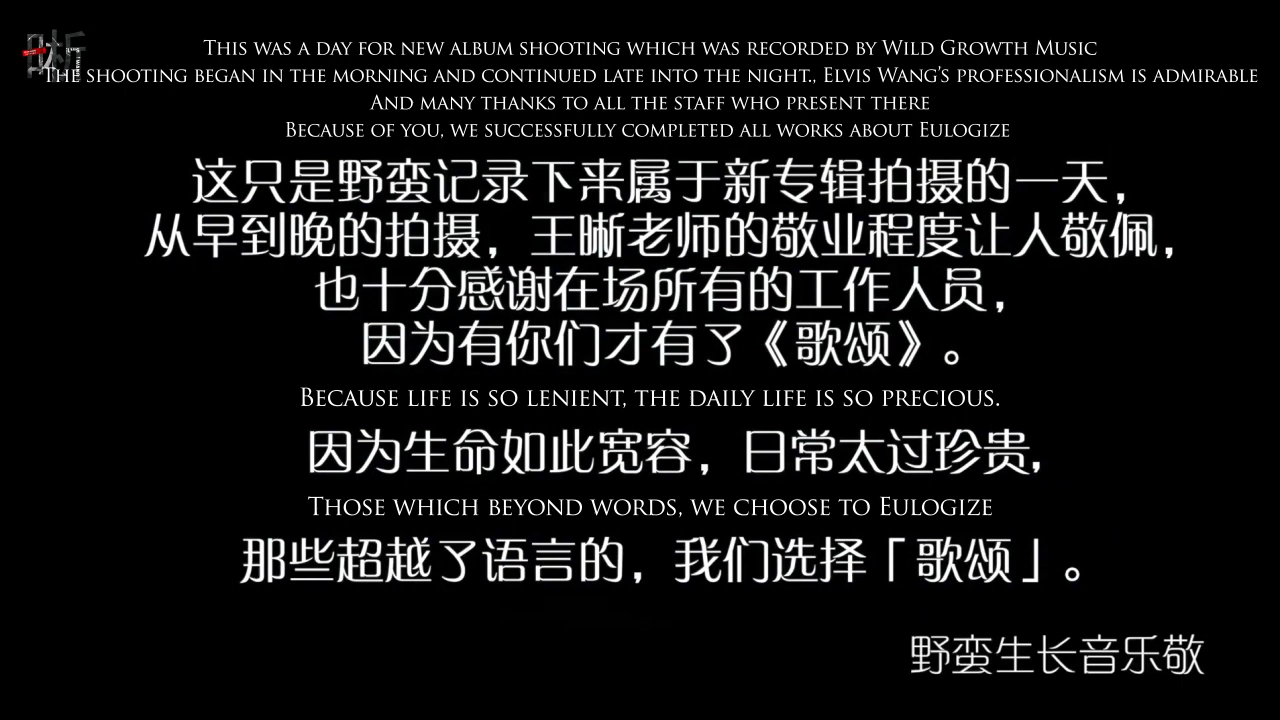 This was a day for new album shooting which was recorded by Wild Growth Music
The shooting began in the morning and continued late into the night., Elvis Wang's professionalism is admirable
And many thanks to all the staff who present there
Because of you, we successfully completed all works about Eulogize
这只是野蛮记录下来属于新专辑拍摄的一天，
从早到晚的拍摄，王晰老师的敬业程度让人敬佩，
也十分感谢在场所有的工作人员，
因为有你们才有了《歌颂》。
Because life is so lenient, the daily life is so precious.
因为生命如此宽容，日常太过珍贵,
Those which beyond words, we choose to Eulogize
那些超越了语言的，我们选择「歌颂」。
野蛮生长音乐敬